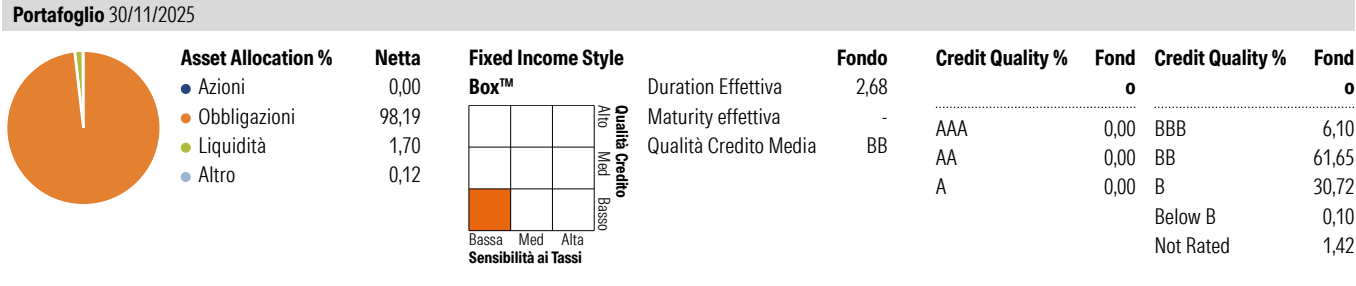 Portafoglio 30/11/2025
Asset Allocation % Netta
Azioni 0,00
Obbligazioni 98,19
Liquidità 1,70
Altro 0,12
Fixed Income Style
Box™
Alto Med Basso
Qualità Credito
Bassa Med Alta
Sensibilità ai Tassi
Fondo
Duration Effettiva 2,68
Maturity effettiva -
Qualità Credito Media BB
Credit Quality % Fond
o
AAA 0,00
AA 0,00
A 0,00
Credit Quality % Fond
o
BBB 6,10
BB 61,65
B 30,72
Below B 0,10
Not Rated 1,42